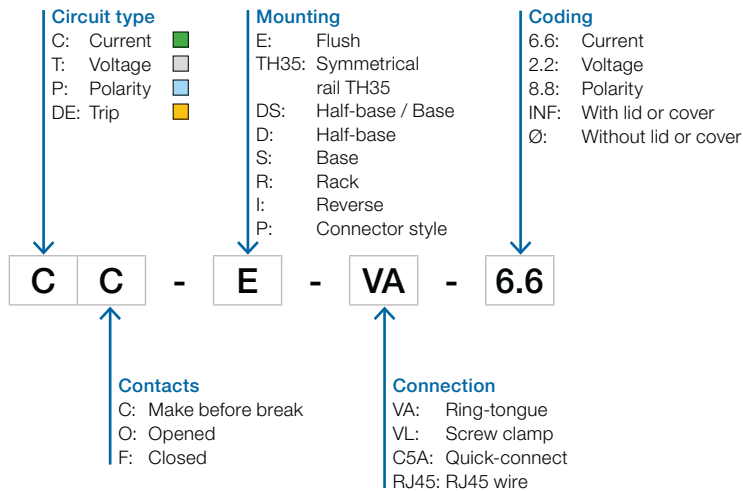 Circuit type
C: Current
T: Voltage
P: Polarity
DE: Trip
Mounting
E: Flush
TH35: Symmetrical
rail TH35
DS: Half-base / Base
D: Half-base
S: Base
R: Rack
I: Reverse
P: Connector style
Coding
6.6: Current
2.2: Voltage
8.8: Polarity
INF: With lid or cover
Ø: Without lid or cover
C C - E - VA - 6.6
Contacts
C: Make before break
O: Opened
F: Closed
Connection
VA: Ring-tongue
VL: Screw clamp
C5A: Quick-connect
RJ45: RJ45 wire